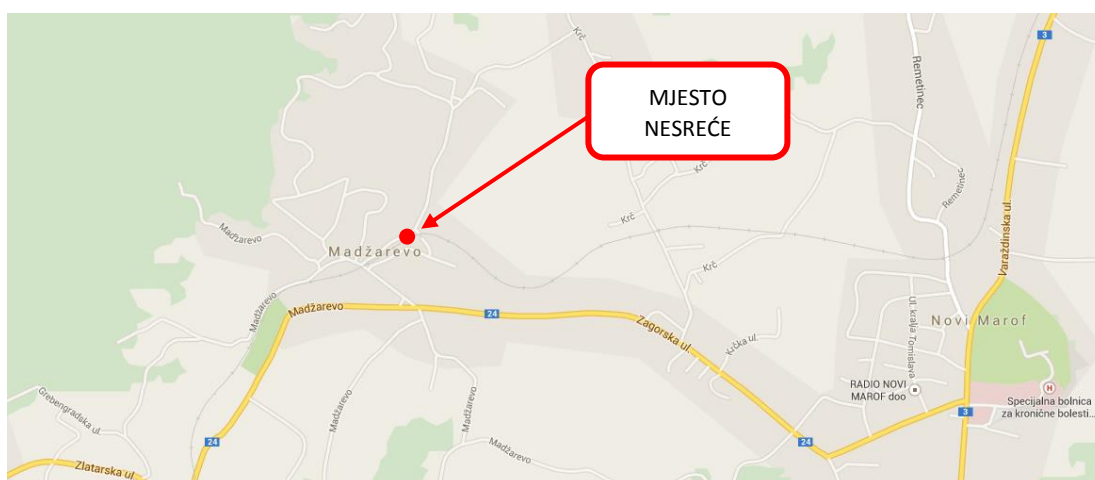 Krč
3
MJESTO
NESREĆE
Remetinec
Krč
Remetinec
Krč
Madžarevo
Madžarevo
Varaždinska ul.
Krč
Madžarevo
Madžarevo
24
Zagorska ul.
Krčka ul.
Ul. kralja Tomislava
Novi Marof
RADIO NOVI
MAROF doo
H
Specijalna bolnica
za kronične bolesti...
3
Grebengradska ul.
Madžarevo
Madžarevo
24
24
Madžarevo
Zlatarska ul.